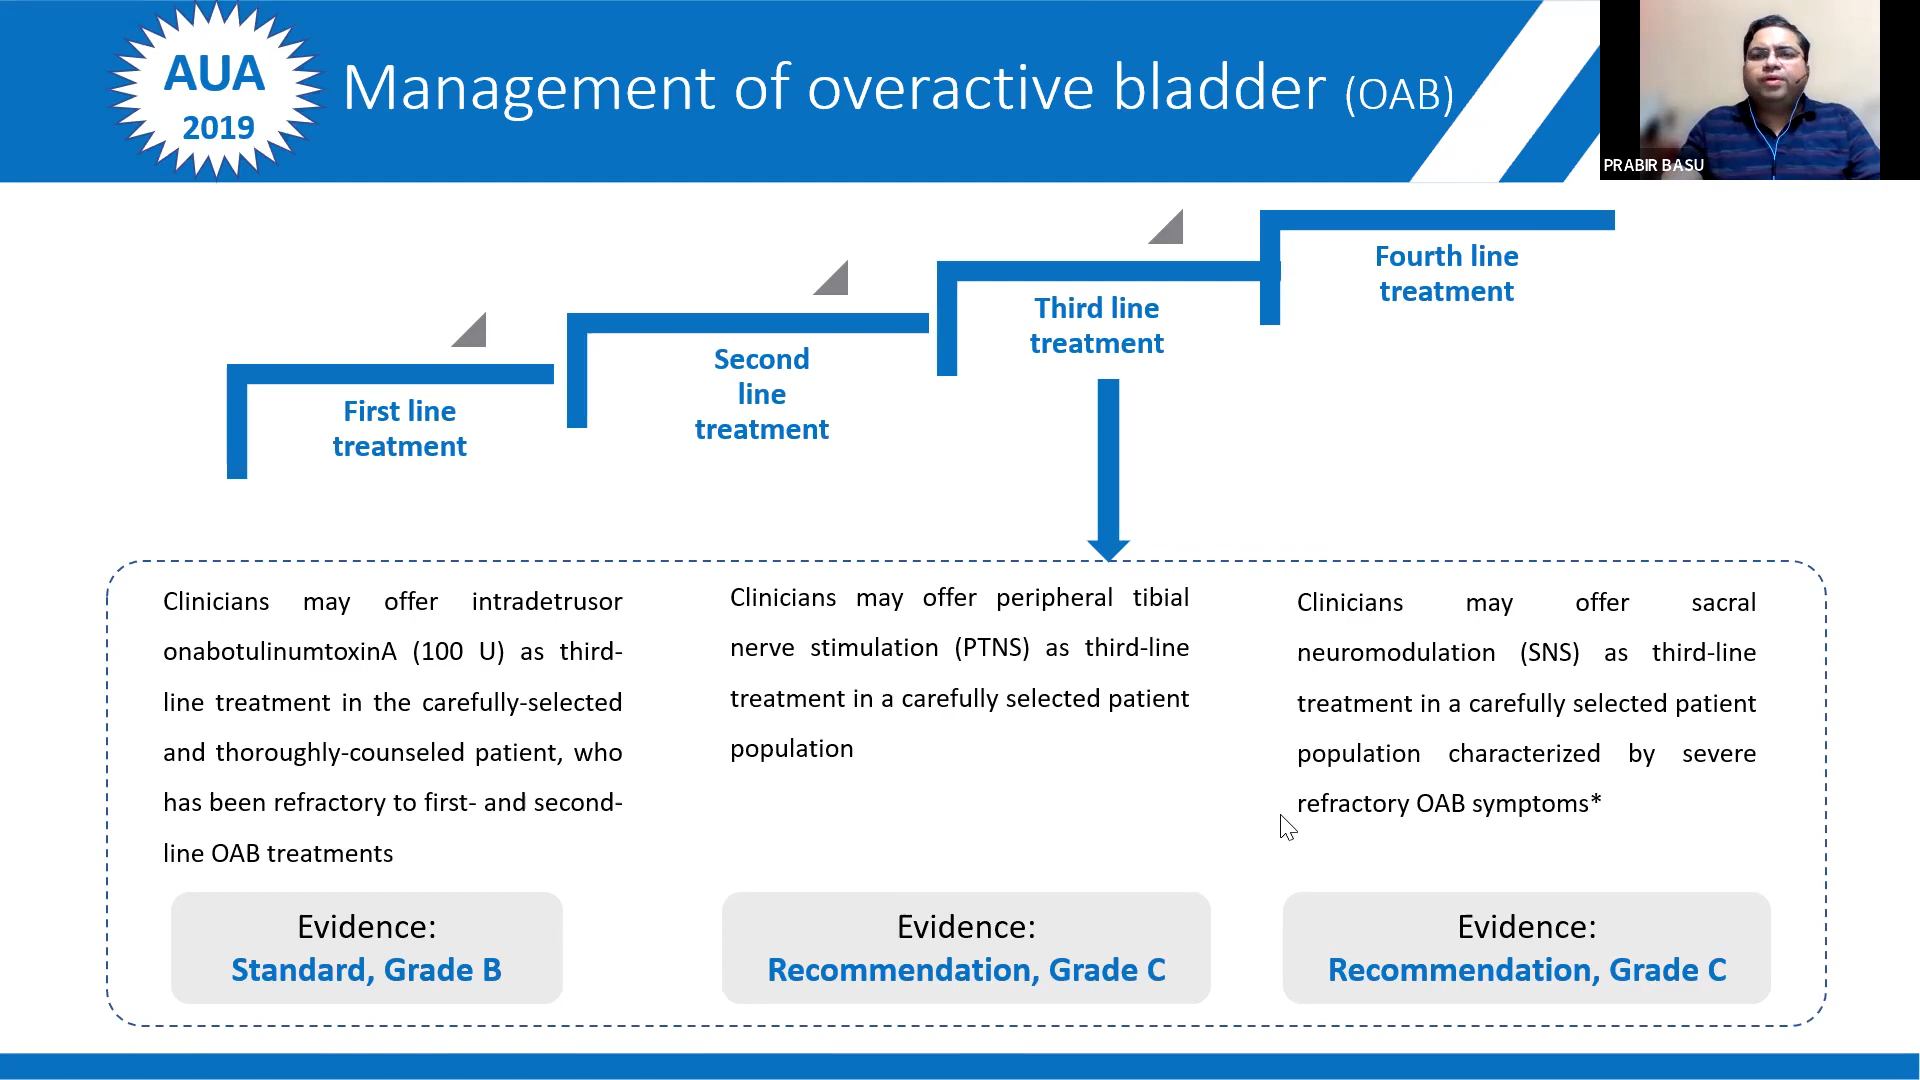 AUA
2019
Management of overactive bladder (OAB)
PRABIR BASU
First line
treatment
Second
line
treatment
Third line
treatment
Fourth line
treatment
Clinicians may offer intradetrusor
onabotulinumtoxinA (100 U) as third-
line treatment in the carefully-selected
and thoroughly-counseled patient, who
has been refractory to first- and second-
line OAB treatments
Evidence:
Standard, Grade B
Clinicians may offer peripheral tibial
nerve stimulation (PTNS) as third-line
treatment in a carefully selected patient
population
Evidence:
Recommendation, Grade C
Clinicians may offer sacral
neuromodulation (SNS) as third-line
treatment in a carefully selected patient
population characterized by severe
refractory OAB symptoms*
Evidence:
Recommendation, Grade C